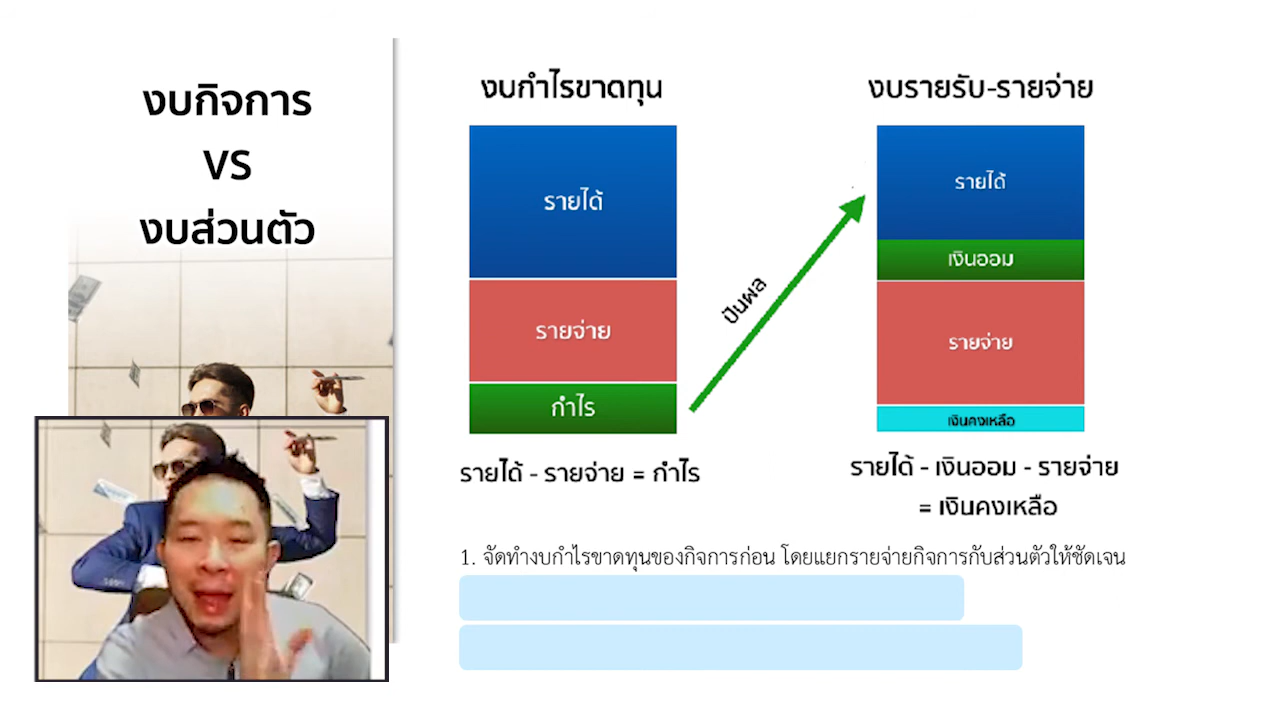 งบกิจการ
VS
งบส่วนตัว
งบกำไรขาดทุน
รายได้
รายจ่าย
กำไร
รายได้ - รายจ่าย = กำไร
ปันผล
งบรายรับ-รายจ่าย
รายได้
เงินออม
รายจ่าย
เงินคงเหลือ
รายได้ - เงินออม - รายจ่าย
= เงินคงเหลือ
1. จัดทำงบกำไรขาดทุนของกิจการก่อน โดยแยกรายจ่ายกิจการกับส่วนตัวให้ชัดเจน